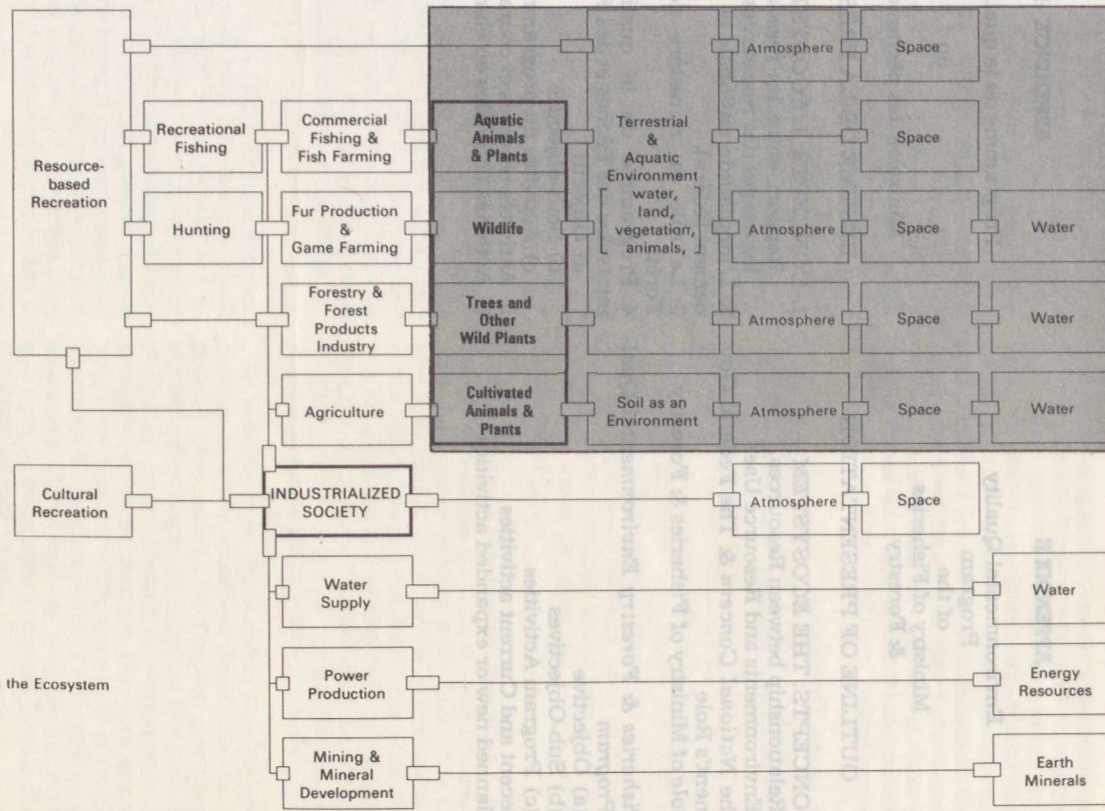 Atmosphere
Space
Resource-
based
Recreation
Recreational
Fishing
Commercial
Fishing &
Fish Farming
Aquatic
Animals
& Plants
Terrestrial
&
Aquatic
Environment
water,
land,
vegetation,
animals,
Space
Hunting
Fur Production
&
Game Farming
Wildlife
Atmosphere
Space
Water
Forestry &
Forest
Products
Industry
Trees and
Other
Wild Plants
Atmosphere
Space
Water
Agriculture
Cultivated
Animals &
Plants
Soil as an
Environment
Atmosphere
Space
Water
Cultural
Recreation
INDUSTRIALIZED
SOCIETY
Atmosphere
Space
Water
Supply
Water
the Ecosystem
Power
Production
Energy
Resources
Mining &
Mineral
Development
Earth
Minerals